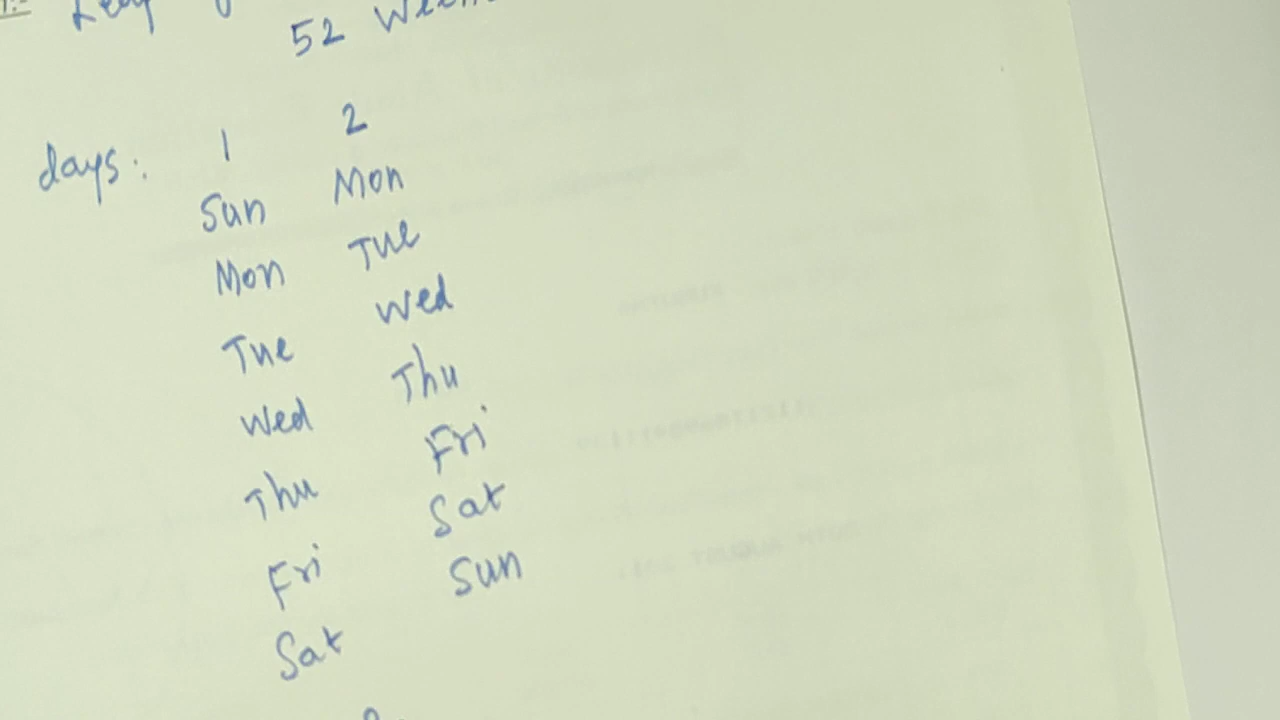 52
days: 1 2
Sun Mon
Mon Tue
Tue Wed
Wed Thu
Thu Fri
Fri Sat
Sat Sun